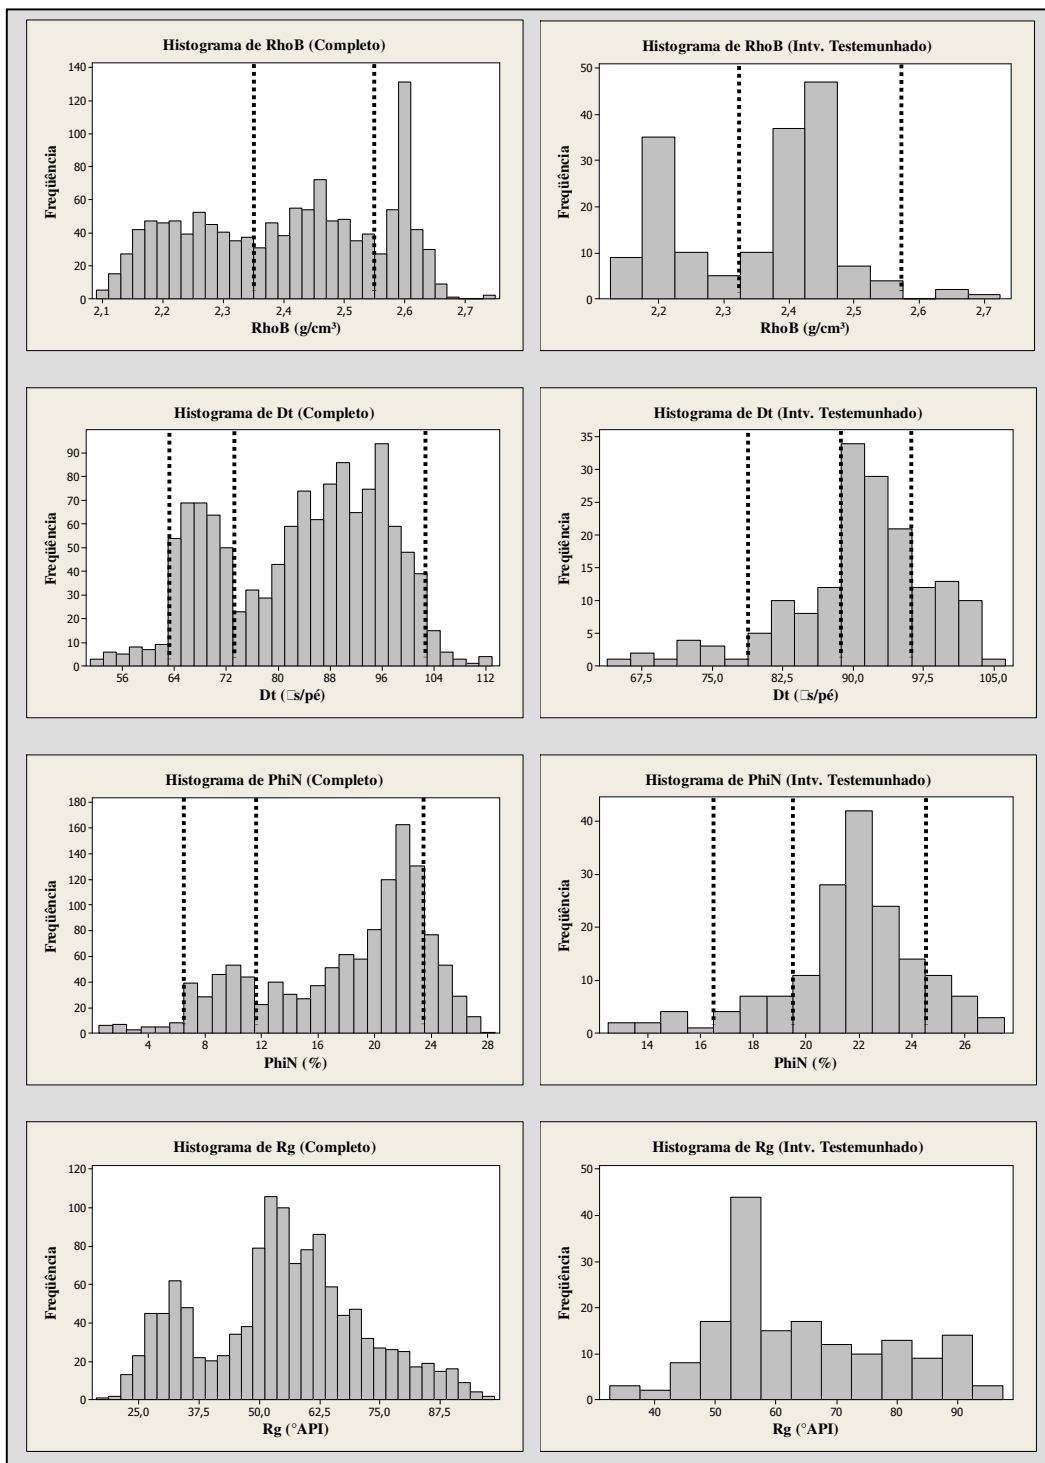 Histograma de RhoB (Completo)
Freqüência
140
120
100
80
60
40
20
0
2,1 2,2 2,3 2,4 2,5 2,6 2,7
RhoB (g/cm³)
Histograma de RhoB (Intv. Testemunhado)
Freqüência
50
40
30
20
10
0
2,2 2,3 2,4 2,5 2,6 2,7
RhoB (g/cm³)
Histograma de Dt (Completo)
Freqüência
90
80
70
60
50
40
30
20
10
0
56 64 72 80 88 96 104 112
Dt (□s/pé)
Histograma de Dt (Intv. Testemunhado)
Freqüência
35
30
25
20
15
10
5
0
67,5 75,0 82,5 90,0 97,5 105,0
Dt (□s/pé)
Histograma de PhiN (Completo)
Freqüência
180
160
140
120
100
80
60
40
20
0
4 8 12 16 20 24 28
PhiN (%)
Histograma de PhiN (Intv. Testemunhado)
Freqüência
40
30
20
10
0
14 16 18 20 22 24 26
PhiN (%)
Histograma de Rg (Completo)
Freqüência
120
100
80
60
40
20
0
25,0 37,5 50,0 62,5 75,0 87,5
Rg (°API)
Histograma de Rg (Intv. Testemunhado)
Freqüência
50
40
30
20
10
0
40 50 60 70 80 90
Rg (°API)